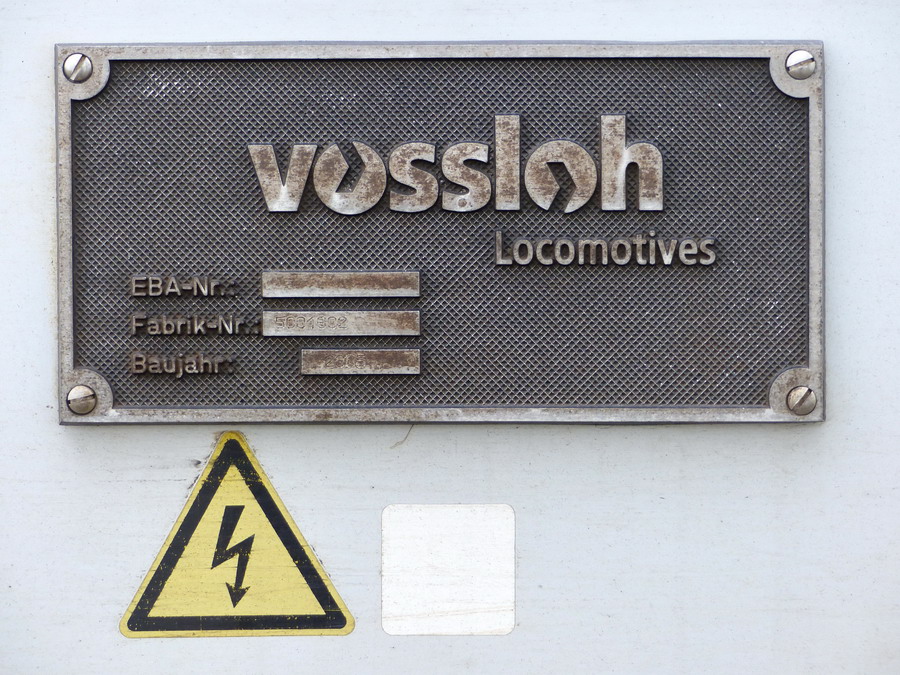 vossloh
Locomotives
EBA-Nr.:
Fabrik-Nr.:
Baujahr: